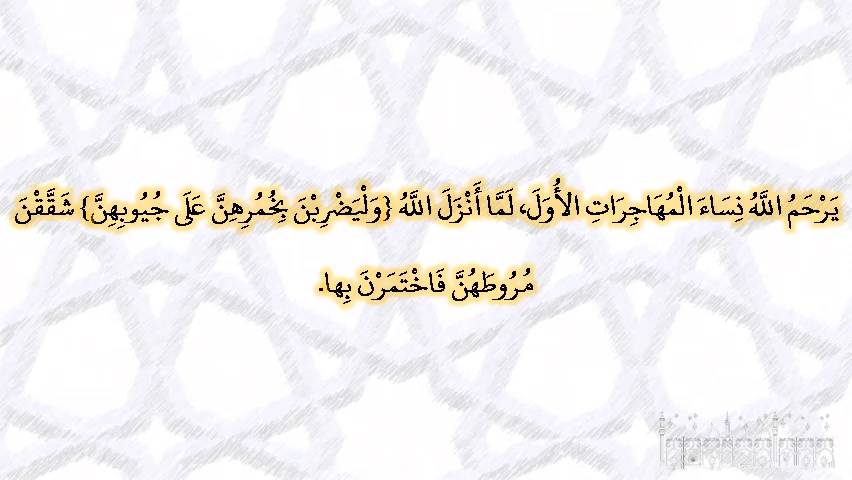 يَرْحَمُ اللَّهُ نِسَاءَ الْمُهَاجِرَاتِ الأُوَلَ، لَمَّا أَنْزَلَ اللَّهُ {وَلْيَضْرِبْنَ بِخُمُرِهِنَّ عَلَى جُيُوبِهِنَّ} شَقَّقْنَ
مُرُوطَهُنَّ فَاخْتَمَرْنَ بِها.